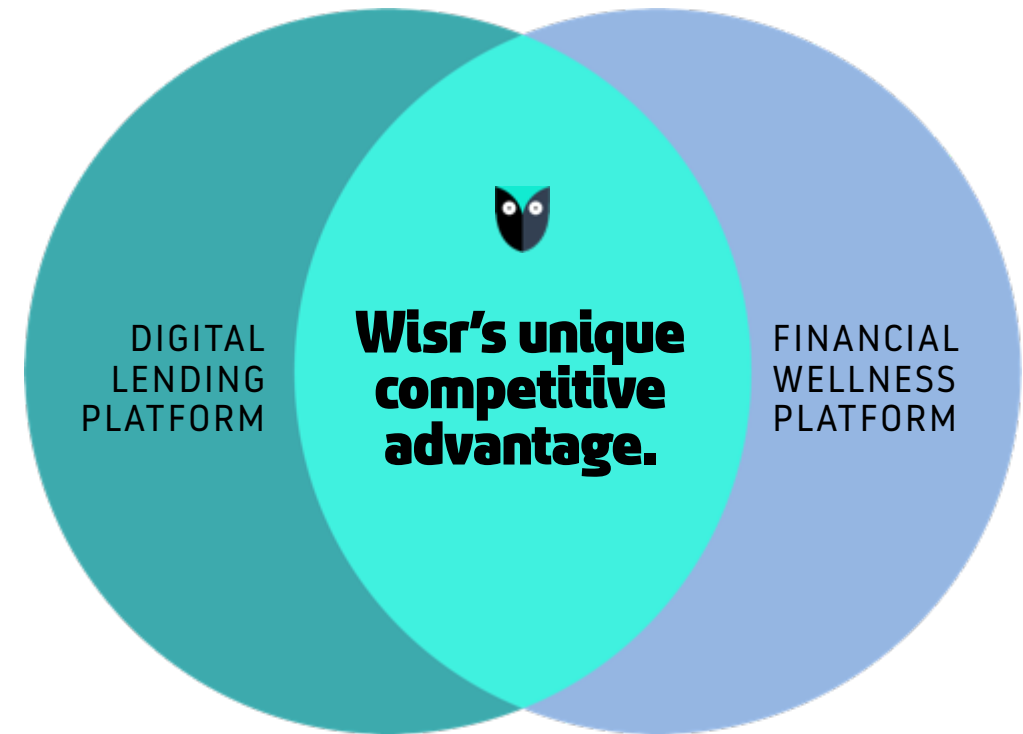 DIGITAL
LENDING
PLATFORM
Wisr’s unique
competitive
advantage.
FINANCIAL
WELLNESS
PLATFORM